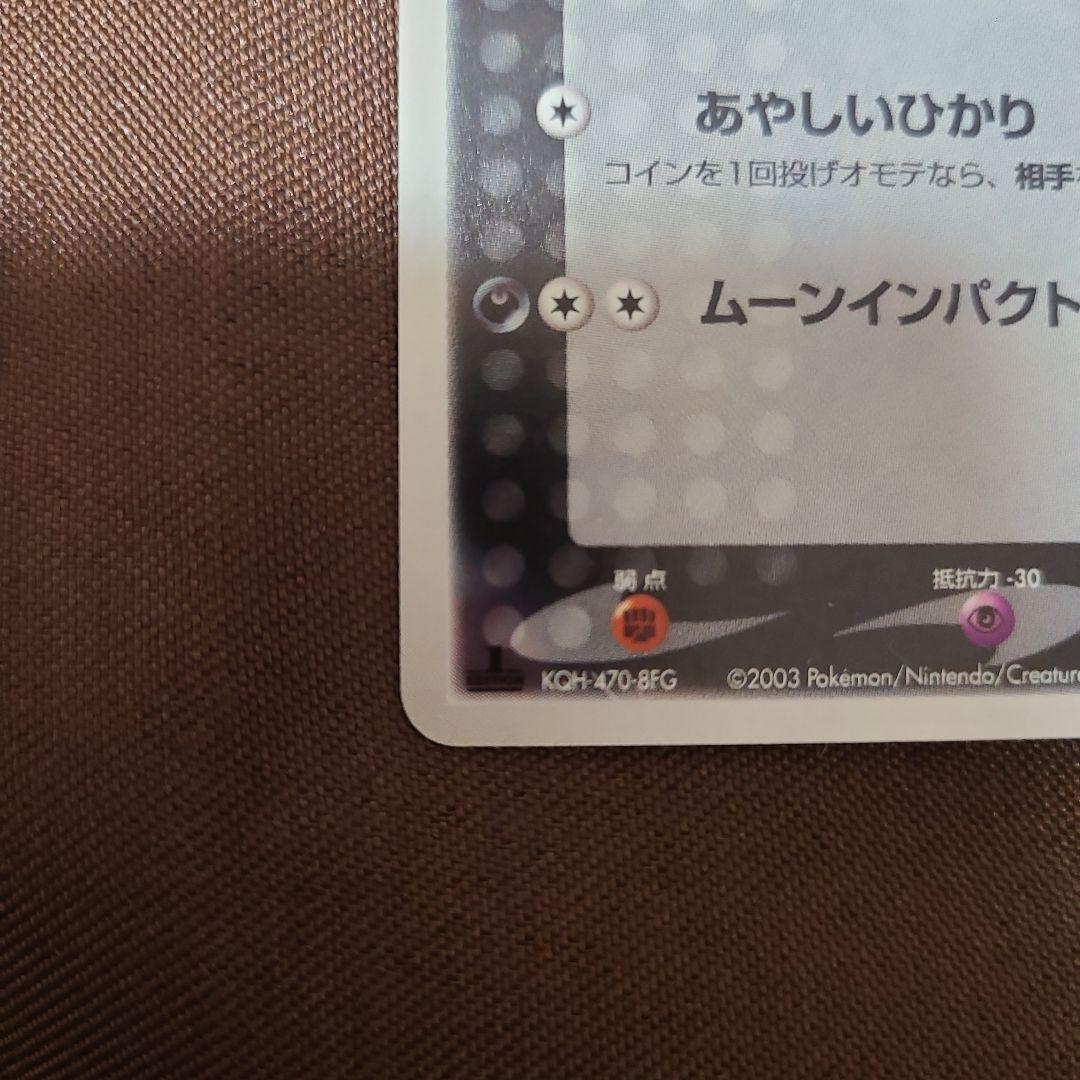 あやしいひかり
コインを1回投げオモテなら、相手
ムーンインパクト
弱点
抵抗力 -30
1
KQH-470-8FG
©2003 Pokémon/Nintendo/Creature